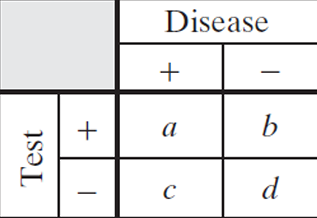 Disease
+ −
Test + a b
− c d